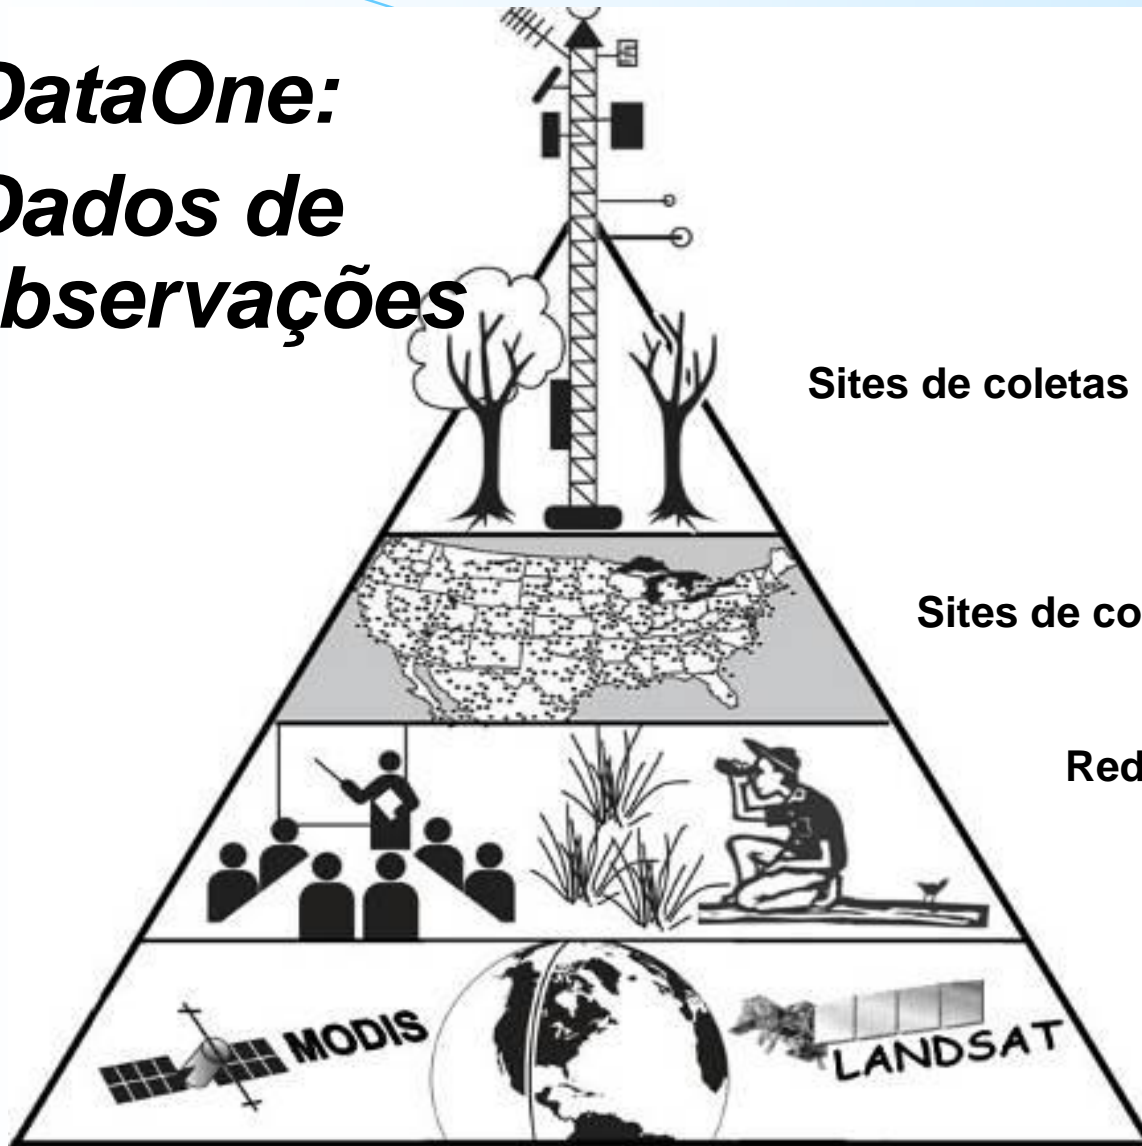 DataOne:
Dados de
bservações
Sites de coletas
Sites de co
Red
MODIS
LANDSAT